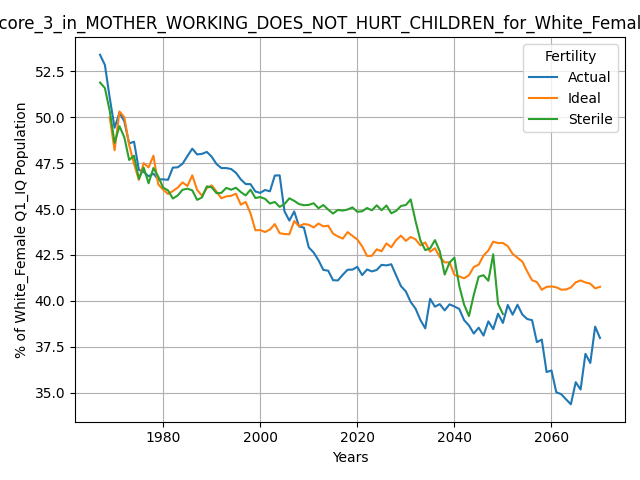 core_3_in_MOTHER_WORKING_DOES_NOT_HURT_CHILDREN_for_White_Femal
Fertility
Actual
Ideal
Sterile
% of White_Female Q1_IQ Population
52.5
50.0
47.5
45.0
42.5
40.0
37.5
35.0
1980
2000
2020
2040
2060
Years